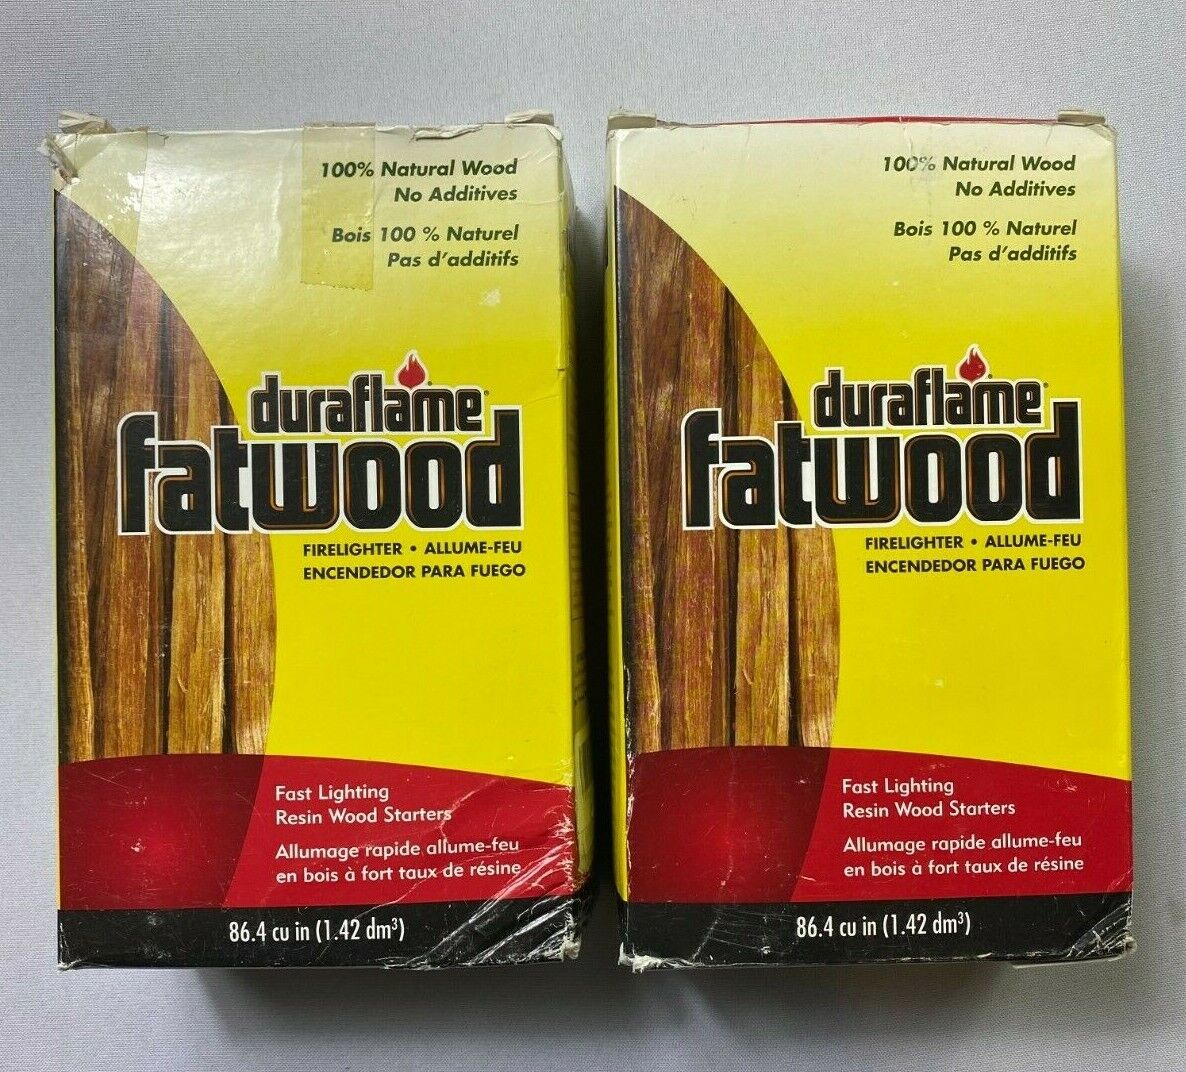 100% Natural Wood
No Additives
Bois 100 % Naturel
Pas d'additifs
duraflame®
fatwood
FIRELIGHTER • ALLUME-FEU
ENCENDEDOR PARA FUEGO
Fast Lighting
Resin Wood Starters
Allumage rapide allume-feu
en bois à fort taux de résine
86.4 cu in (1.42 dm³)
100% Natural Wood
No Additives
Bois 100 % Naturel
Pas d'additifs
duraflame®
fatwood
FIRELIGHTER • ALLUME-FEU
ENCENDEDOR PARA FUEGO
Fast Lighting
Resin Wood Starters
Allumage rapide allume-feu
en bois à fort taux de résine
86.4 cu in (1.42 dm³)